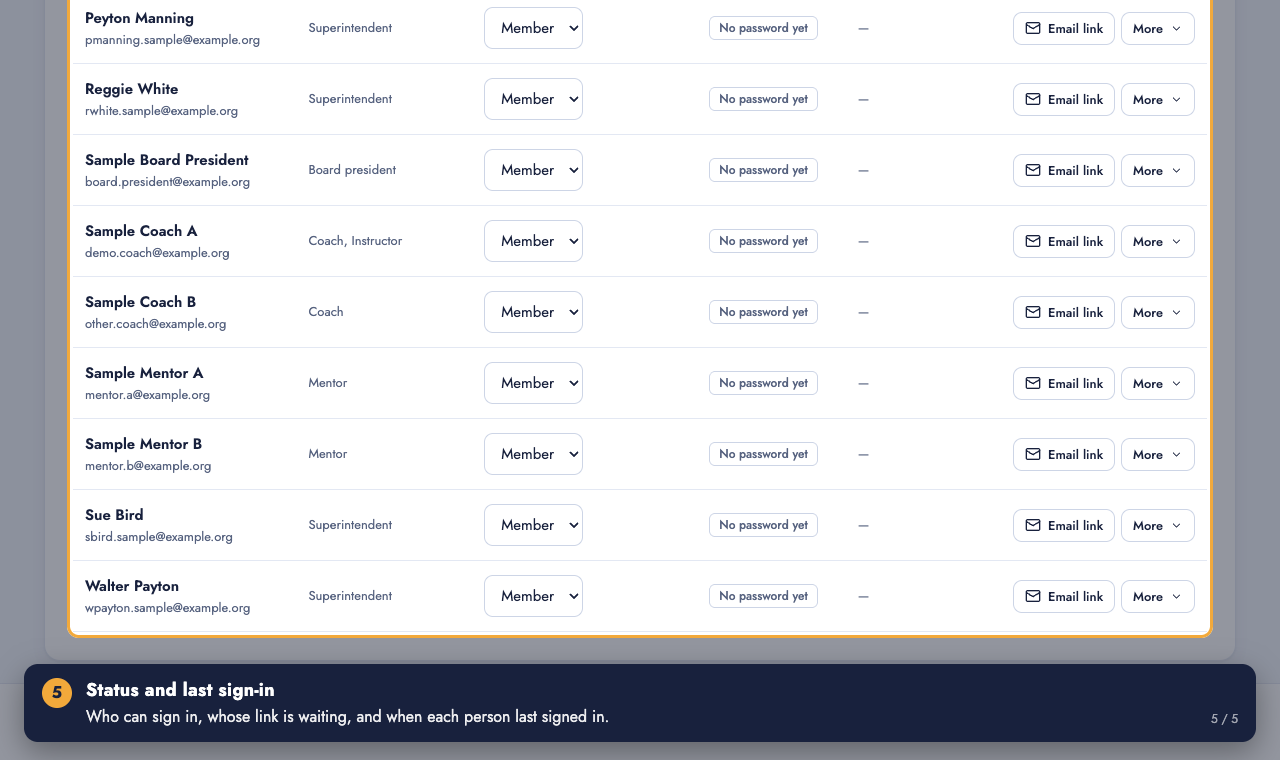 Peyton Manning
pmanning.sample@example.org
Superintendent
Member
No password yet
—
Email link
More
Reggie White
rwhite.sample@example.org
Superintendent
Member
No password yet
—
Email link
More
Sample Board President
board.president@example.org
Board president
Member
No password yet
—
Email link
More
Sample Coach A
demo.coach@example.org
Coach, Instructor
Member
No password yet
—
Email link
More
Sample Coach B
other.coach@example.org
Coach
Member
No password yet
—
Email link
More
Sample Mentor A
mentor.a@example.org
Mentor
Member
No password yet
—
Email link
More
Sample Mentor B
mentor.b@example.org
Mentor
Member
No password yet
—
Email link
More
Sue Bird
sbird.sample@example.org
Superintendent
Member
No password yet
—
Email link
More
Walter Payton
wpayton.sample@example.org
Superintendent
Member
No password yet
—
Email link
More
5
Status and last sign-in
Who can sign in, whose link is waiting, and when each person last signed in.
5 / 5